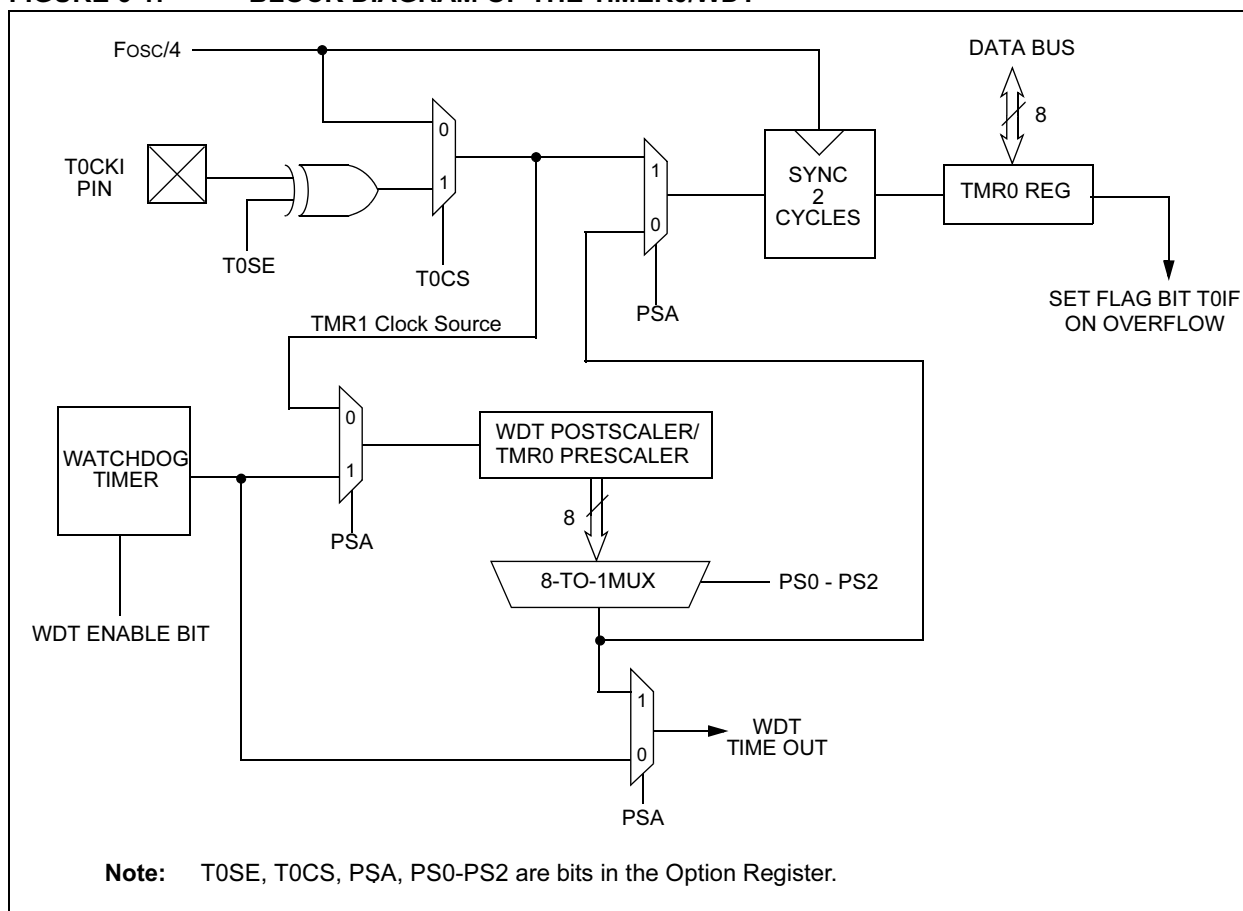 FIGURE BLOCK DIAGRAM OF THE TIMER0/WDT
FOSC/4
DATA BUS
8
0
1
T0CKI
PIN
T0SE
T0CS
1
0
PSA
SYNC
2
CYCLES
TMR0 REG
SET FLAG BIT T0IF
ON OVERFLOW
TMR1 Clock Source
WATCHDOG
TIMER
0
1
PSA
WDT POSTSCALER/
TMR0 PRESCALER
8
8-TO-1MUX
PS0 - PS2
WDT ENABLE BIT
1
0
WDT
TIME OUT
PSA
Note: T0SE, T0CS, PSA, PS0-PS2 are bits in the Option Register.